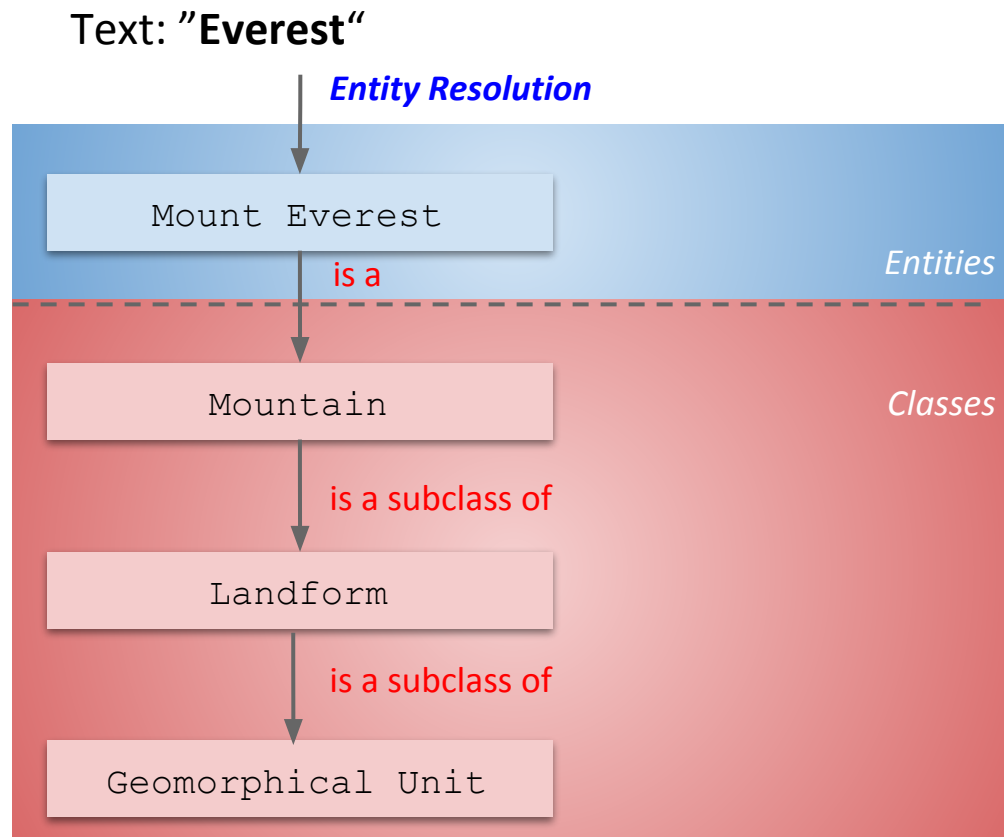 Text: ”Everest“
Entity Resolution
Mount Everest
Entities
is a
Mountain
Classes
is a subclass of
Landform
is a subclass of
Geomorphical Unit